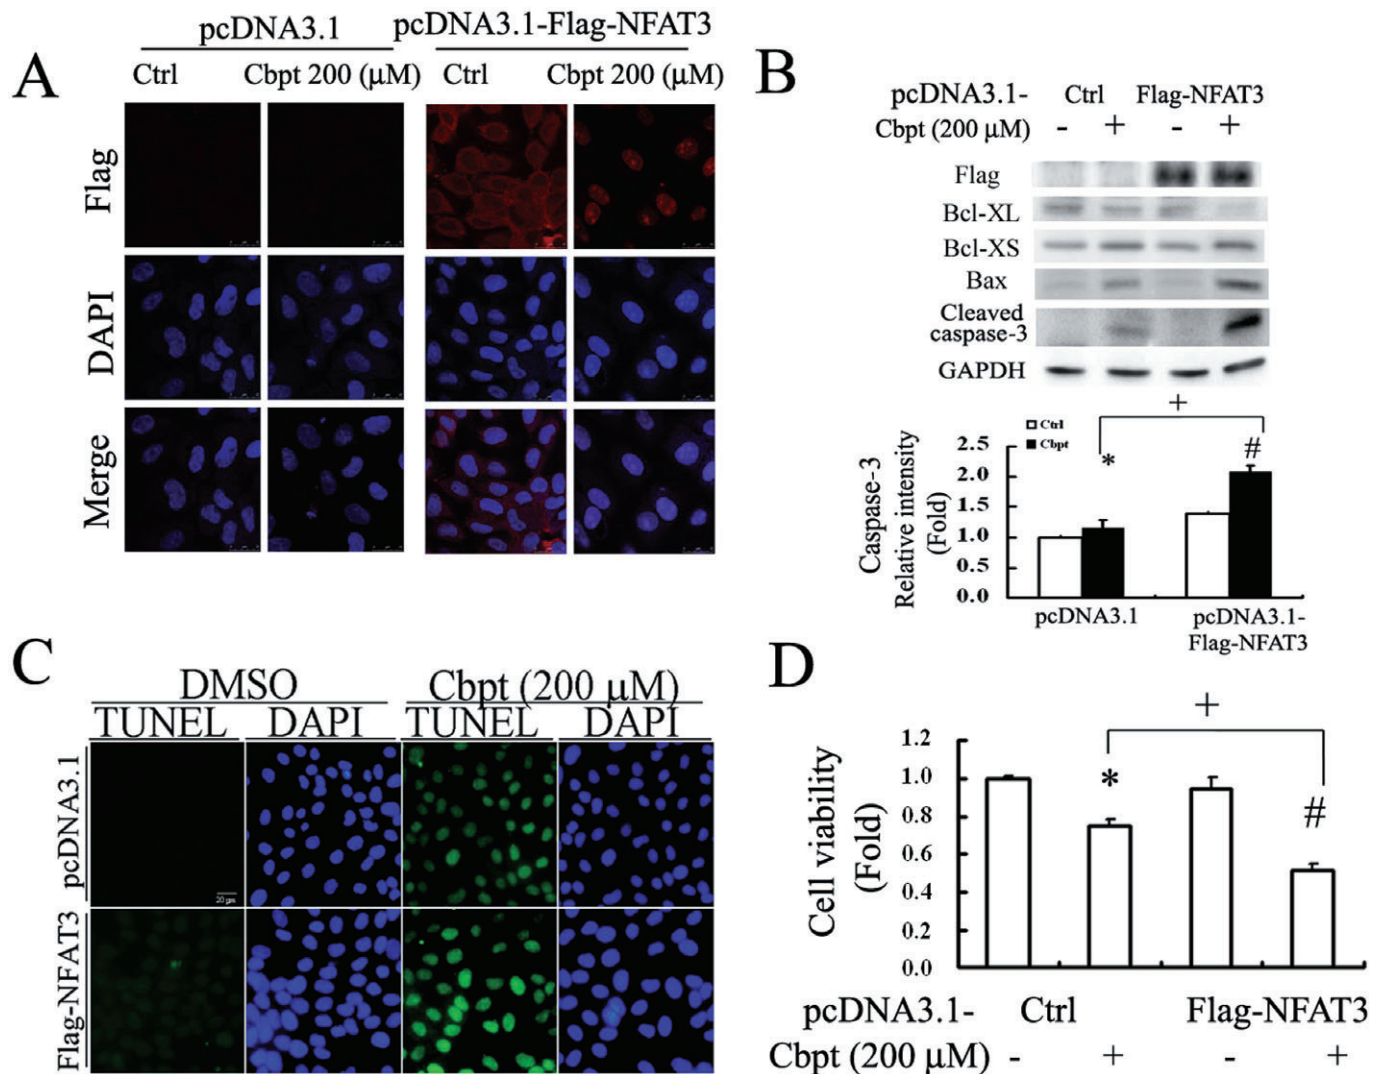 A
pcDNA3.1 pcDNA3.1-Flag-NFAT3
Ctrl Cbpt 200 (μM) Ctrl Cbpt 200 (μM)
Flag
DAPI
Merge
B
pcDNA3.1- Ctrl Flag-NFAT3
Cbpt (200 μM) - + - +
Flag
Bcl-XL
Bcl-XS
Bax
Cleaved
caspase-3
GAPDH
+
Ctrl
Cbpt
* #
Caspase-3
Relative intensity
(Fold)
2.5
2.0
1.5
1.0
0.5
0.0
pcDNA3.1 pcDNA3.1-
Flag-NFAT3
C
DMSO Cbpt (200 μM)
TUNEL DAPI TUNEL DAPI
pcDNA3.1
20 μm
Flag-NFAT3
D
+
* #
Cell viability
(Fold)
1.2
1.0
0.8
0.6
0.4
0.2
0.0
pcDNA3.1- Ctrl Flag-NFAT3
Cbpt (200 μM) - + - +